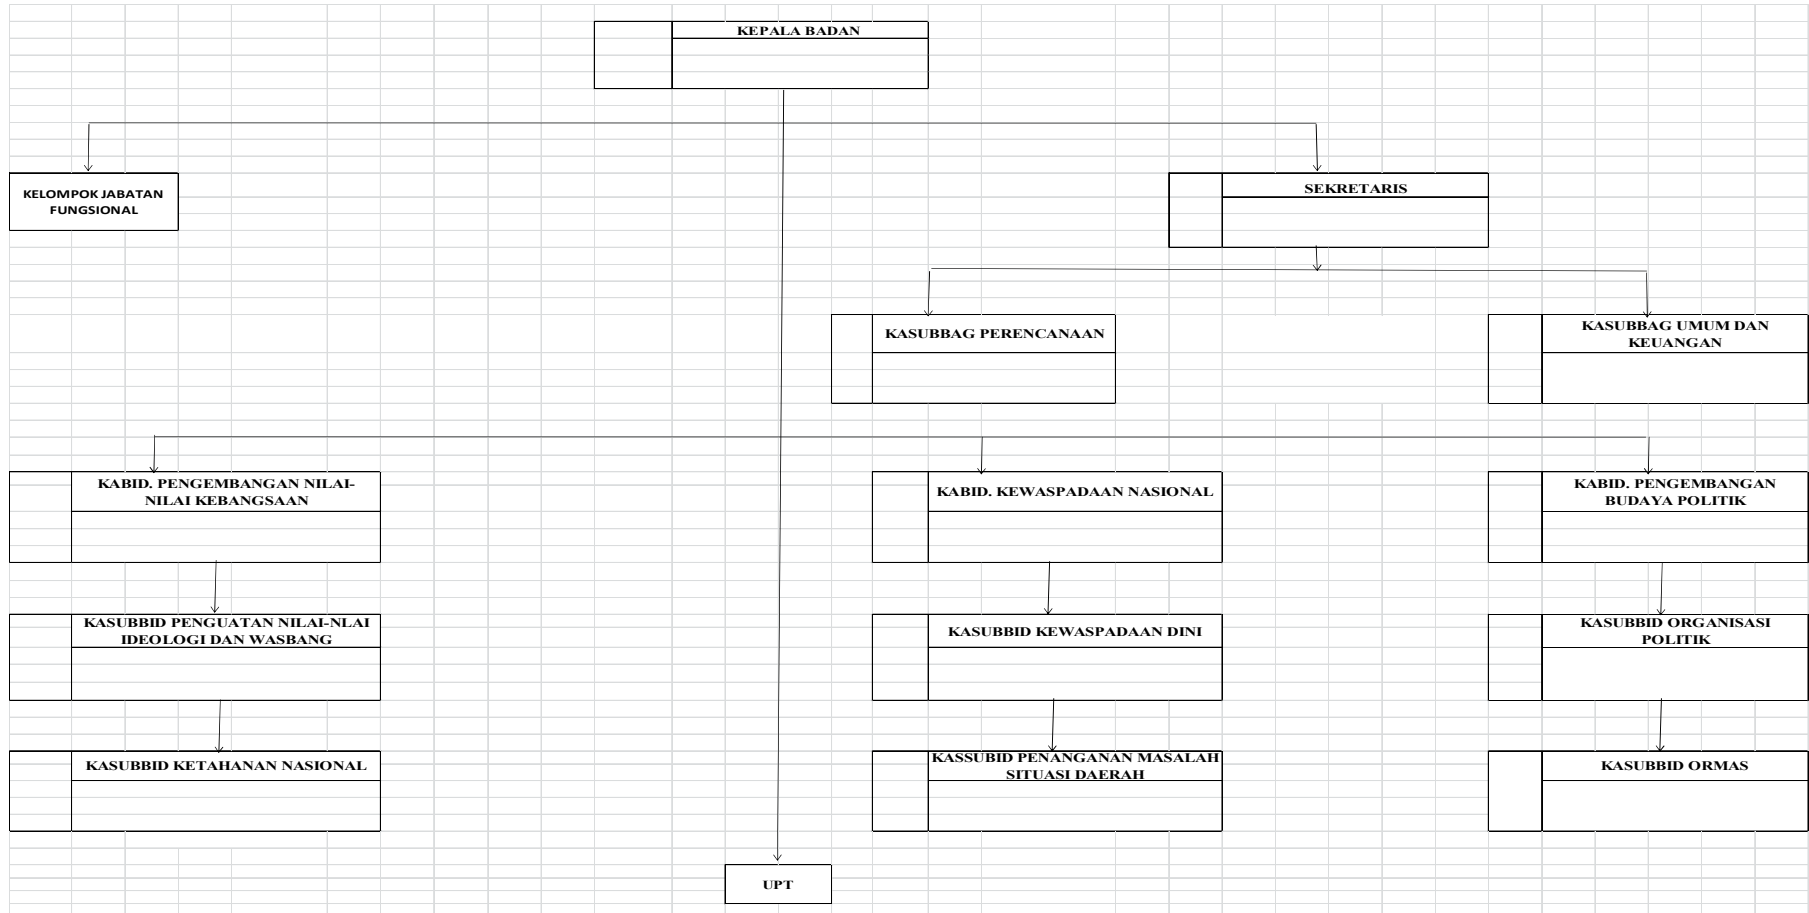 KEPALA BADAN
KELOMPOK JABATAN
FUNGSIONAL
SEKRETARIS
KASUBBAG PERENCANAAN
KASUBBAG UMUM DAN
KEUANGAN
KABID. PENGEMBANGAN NILAI-
NILAI KEBANGSAAN
KABID. KEWASPADAAN NASIONAL
KABID. PENGEMBANGAN
BUDAYA POLITIK
KASUBBID PENGUATAN NILAI-NLAI
IDEOLOGI DAN WASBANG
KASUBBID KEWASPADAAN DINI
KASUBBID ORGANISASI
POLITIK
KASUBBID KETAHANAN NASIONAL
KASSUBID PENANGANAN MASALAH
SITUASI DAERAH
KASUBBID ORMAS
UPT